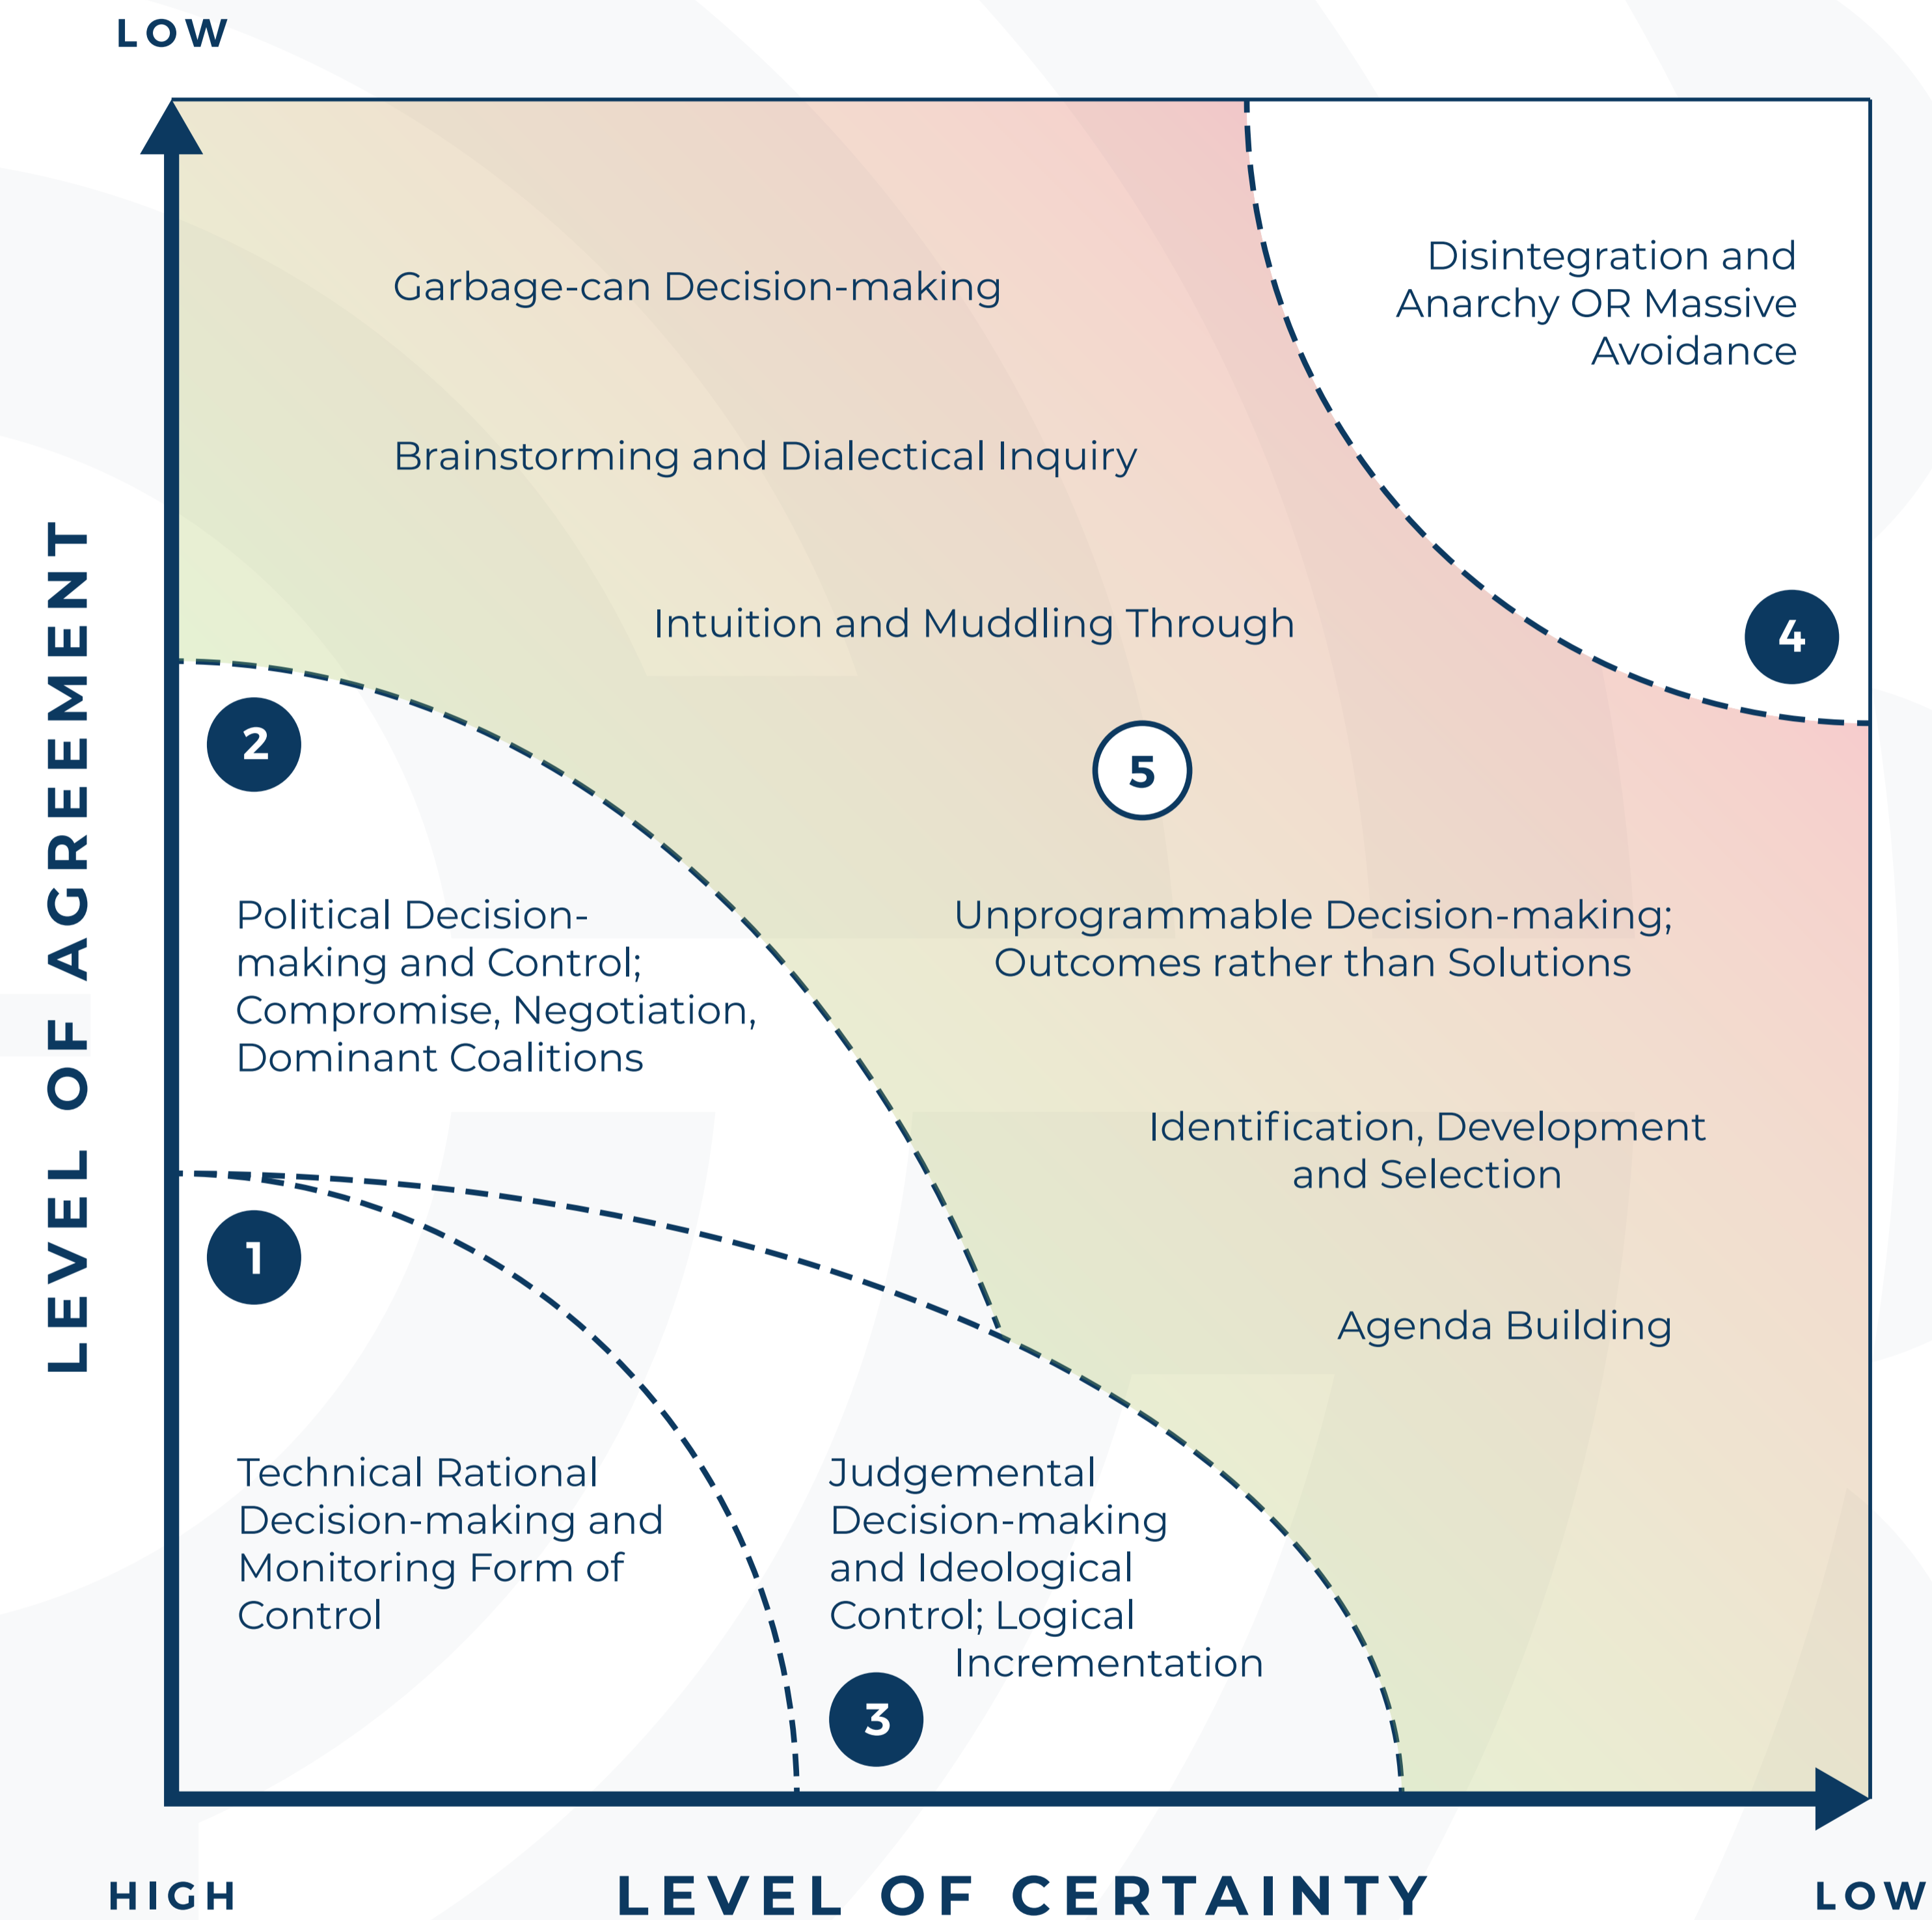 LOW
Garbage-can Decision-making
Disintegration and
Anarchy OR Massive
Avoidance
Brainstorming and Dialectical Inquiry
Intuition and Muddling Through
4
2
5
LEVEL OF AGREEMENT
Political Decision-
making and Control;
Compromise, Negotiation,
Dominant Coalitions
Unprogrammable Decision-making;
Outcomes rather than Solutions
Identification, Development
and Selection
1
Agenda Building
Technical Rational
Decision-making and
Monitoring Form of
Control
Judgemental
Decision-making
and Ideological
Control; Logical
Incrementation
3
HIGH
LEVEL OF CERTAINTY
LOW